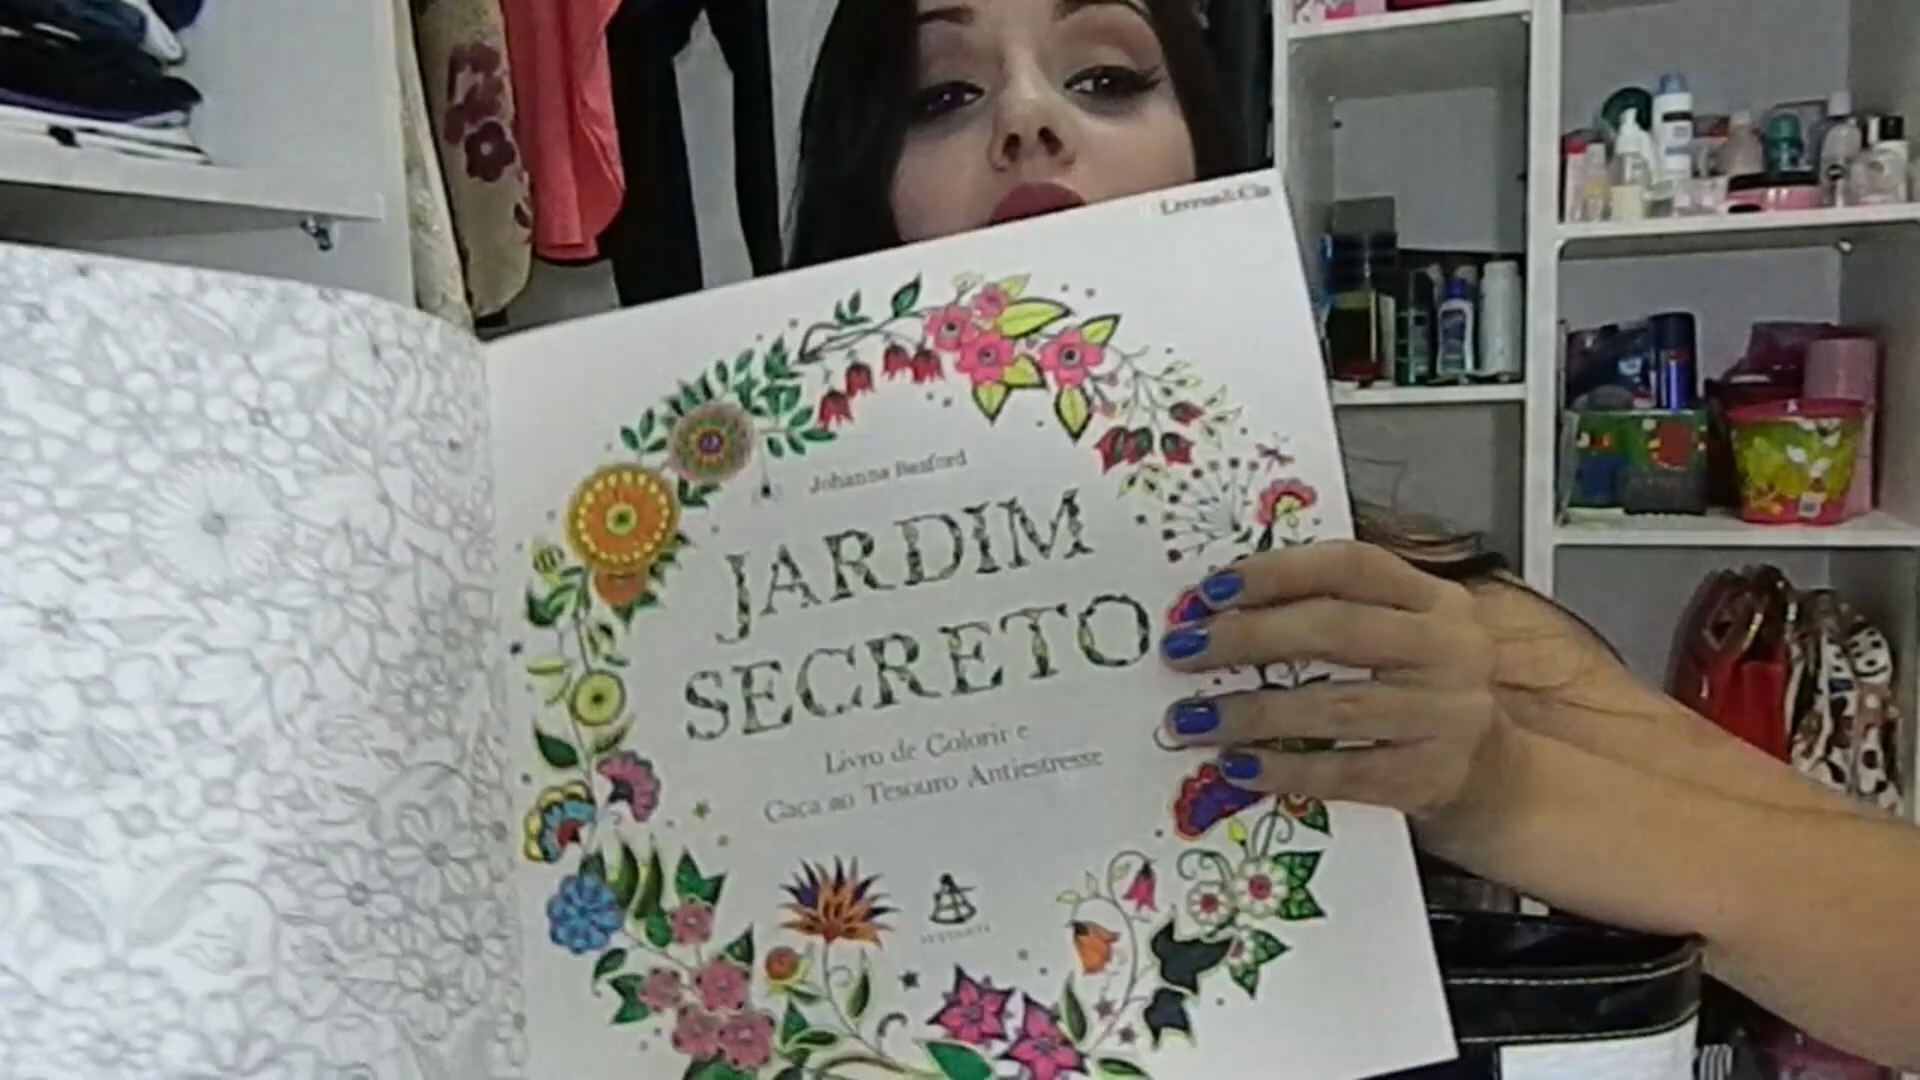 Johanna Basford
JARDIM
SECRETO
Livro de Colorir e
Caça ao Tesouro Antiestresse